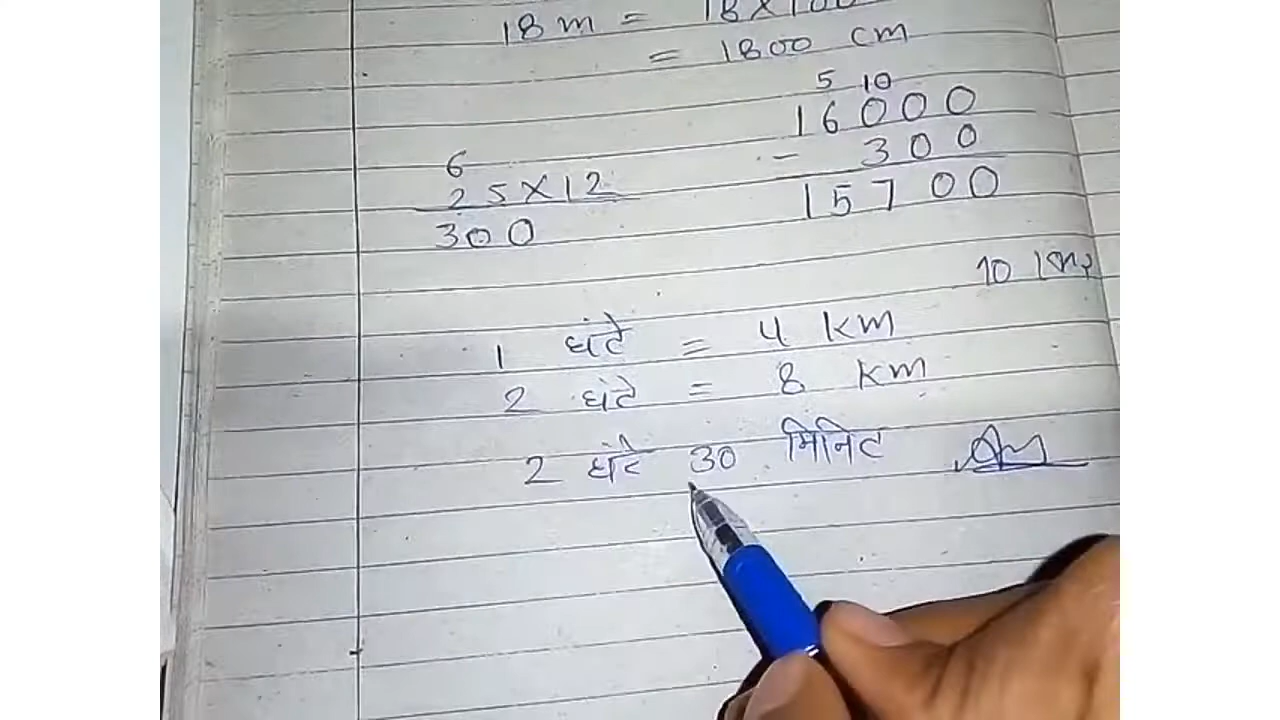 18 m = 18 x 100
= 1800 cm
5 10
16000
- 300
15700
6
25 X 12
300
10 km
1 घंटे = 4 km
2 घंटे = 8 km
2 घंटे 30 मिनिट Ans